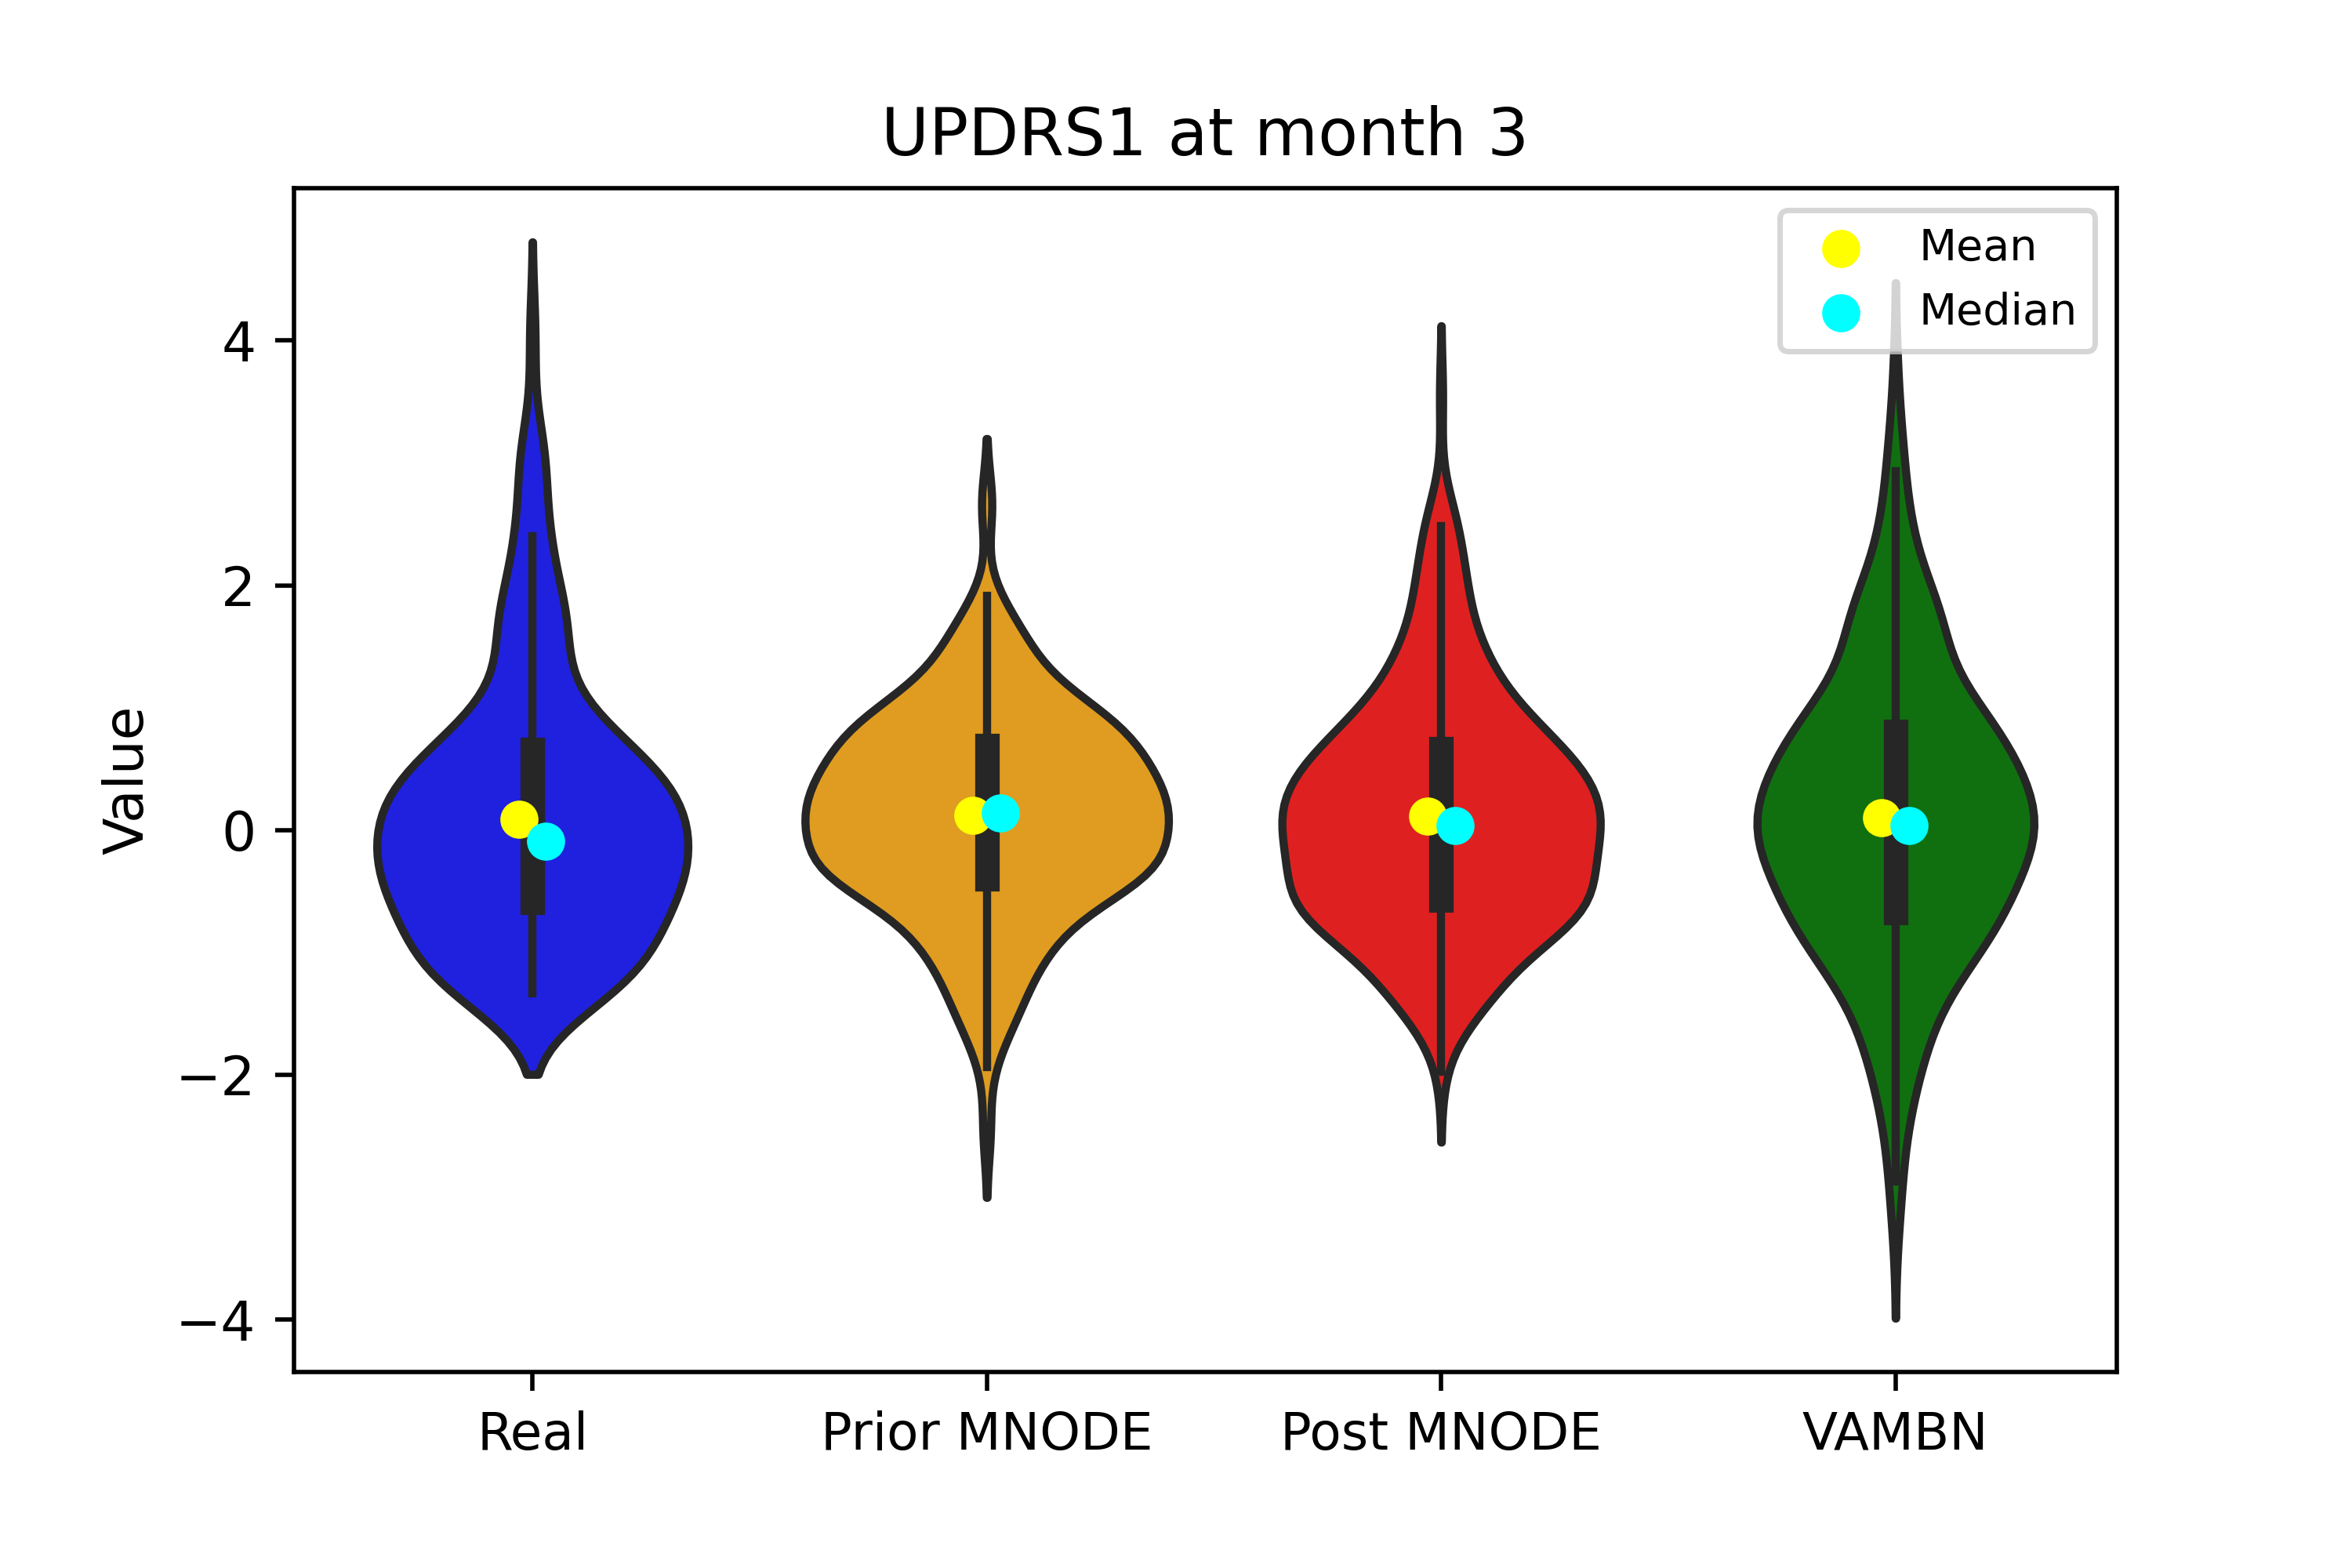 UPDRS1 at month 3
Mean
Median
Value
4
2
0
−2
−4
Real
Prior MNODE
Post MNODE
VAMBN